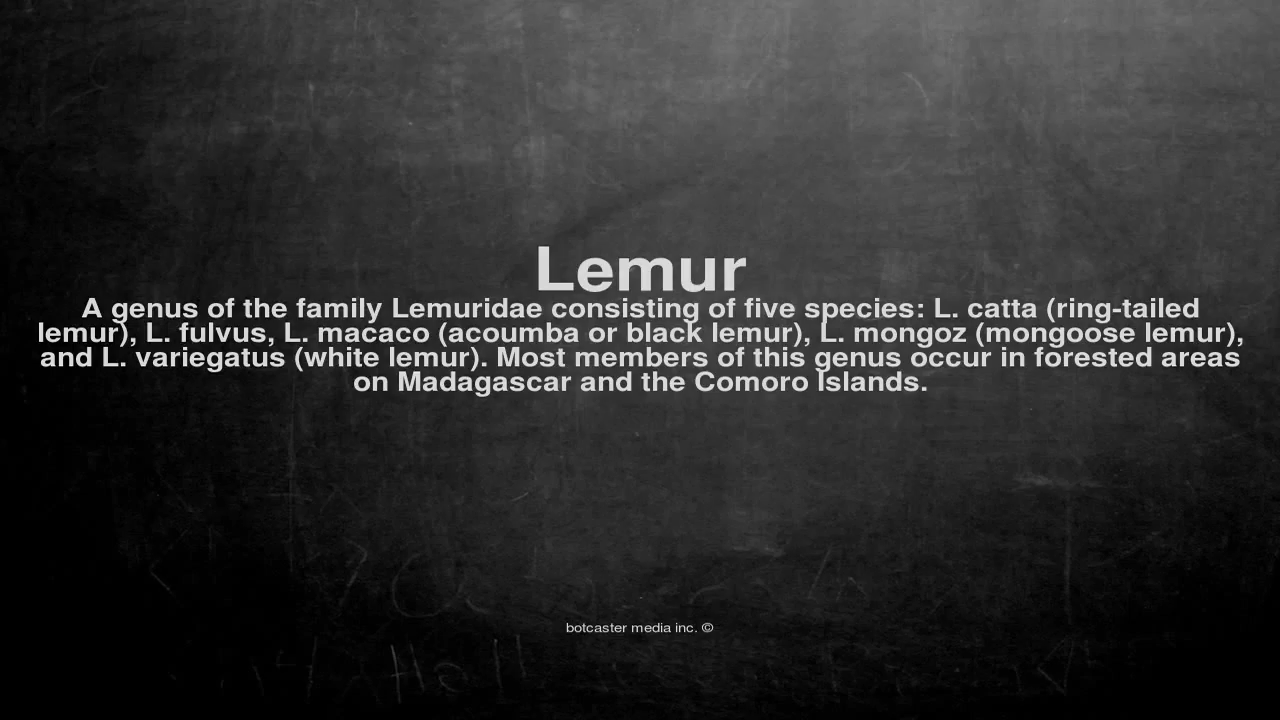 Lemur
A genus of the family Lemuridae consisting of five species: L. catta (ring-tailed
lemur), L. fulvus, L. macaco (acoumba or black lemur), L. mongoz (mongoose lemur),
and L. variegatus (white lemur). Most members of this genus occur in forested areas
on Madagascar and the Comoro Islands.
botcaster media inc. ©